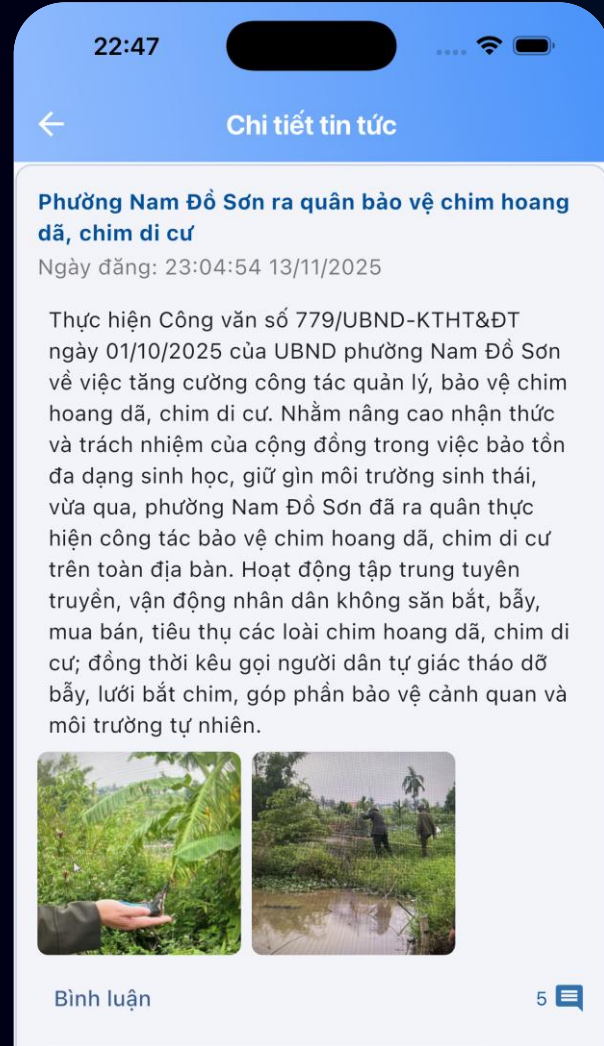 22:47
Chi tiết tin tức
Phường Nam Đồ Sơn ra quân bảo vệ chim hoang
dã, chim di cư
Ngày đăng: 23:04:54 13/11/2025
Thực hiện Công văn số 779/UBND-KTHT&ĐT
ngày 01/10/2025 của UBND phường Nam Đồ Sơn
về việc tăng cường công tác quản lý, bảo vệ chim
hoang dã, chim di cư. Nhằm nâng cao nhận thức
và trách nhiệm của cộng đồng trong việc bảo tồn
đa dạng sinh học, giữ gìn môi trường sinh thái,
vừa qua, phường Nam Đồ Sơn đã ra quân thực
hiện công tác bảo vệ chim hoang dã, chim di cư
trên toàn địa bàn. Hoạt động tập trung tuyên
truyền, vận động nhân dân không săn bắt, bẫy,
mua bán, tiêu thụ các loài chim hoang dã, chim di
cư; đồng thời kêu gọi người dân tự giác tháo dỡ
bẫy, lưới bắt chim, góp phần bảo vệ cảnh quan và
môi trường tự nhiên.
Bình luận 5